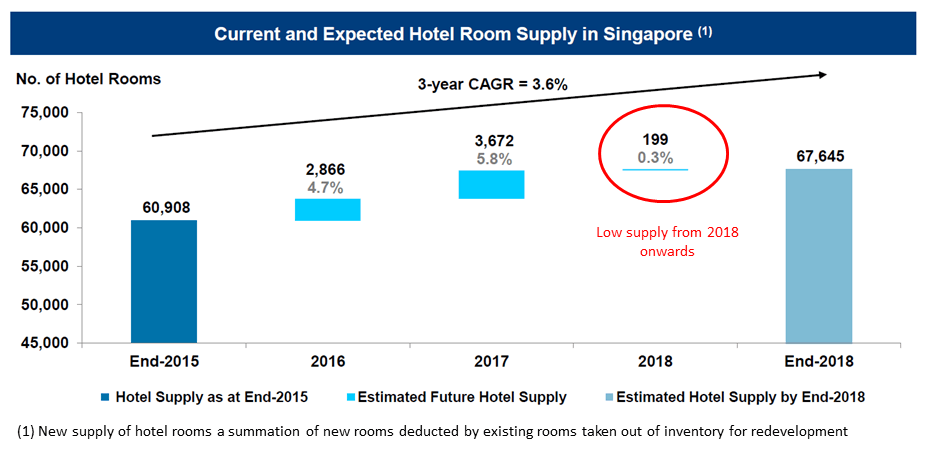 Current and Expected Hotel Room Supply in Singapore (1)
No. of Hotel Rooms
3-year CAGR = 3.6%
75,000
70,000
65,000
60,000
55,000
50,000
45,000
60,908
2,866
4.7%
3,672
5.8%
199
0.3%
67,645
Low supply from 2018
onwards
End-2015 2016 2017 2018 End-2018
Hotel Supply as at End-2015 Estimated Future Hotel Supply Estimated Hotel Supply by End-2018
(1) New supply of hotel rooms a summation of new rooms deducted by existing rooms taken out of inventory for redevelopment